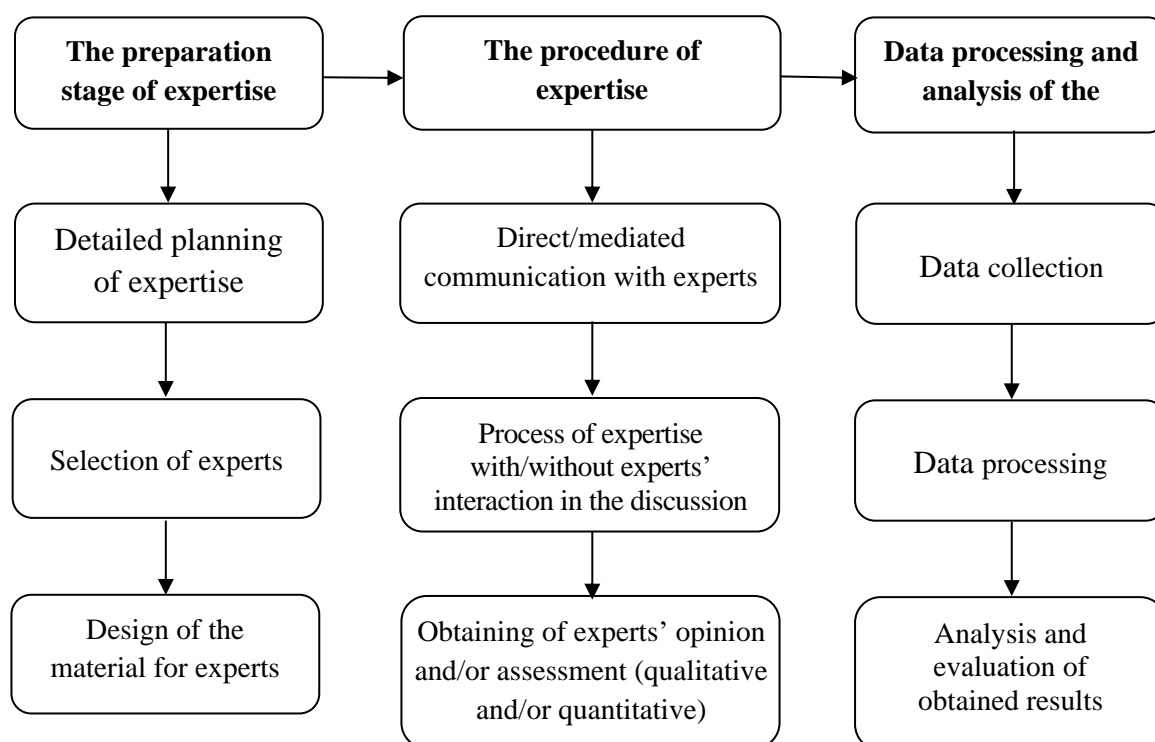 The preparation
stage of expertise
The procedure of
expertise
Data processing and
analysis of the
Detailed planning
of expertise
Direct/mediated
communication with experts
Data collection
Selection of experts
Process of expertise
with/without experts’
interaction in the discussion
Data processing
Design of the
material for experts
Obtaining of experts’ opinion
and/or assessment (qualitative
and/or quantitative)
Analysis and
evaluation of
obtained results